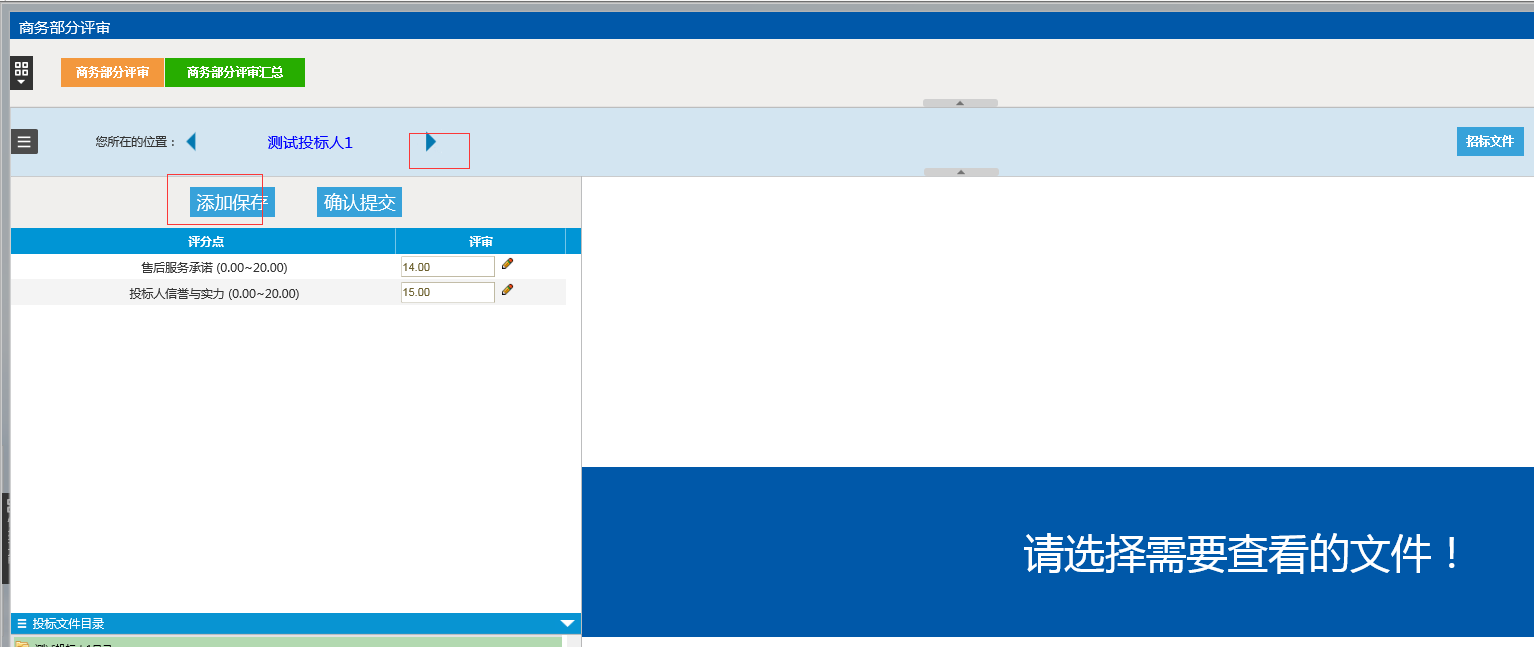 商务部分评审
商务部分评审 商务部分评审汇总
您所在的位置： 测试投标人1 招标文件
添加保存 确认提交
评分点 评审
售后服务承诺 (0.00~20.00) 14.00
投标人信誉与实力 (0.00~20.00) 15.00
请选择需要查看的文件！
投标文件目录